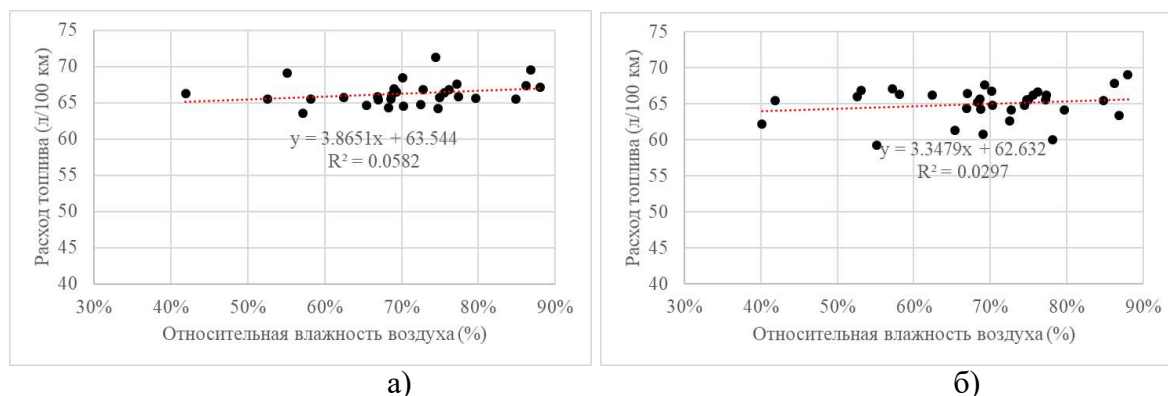 75
70
65
60
55
50
45
40
Расход топлива (л/100 км)
y = 3.8651x + 63.544
R² = 0.0582
30% 40% 50% 60% 70% 80% 90%
Относительная влажность воздуха (%)
а)
75
70
65
60
55
50
45
40
Расход топлива (л/100 км)
y = 3.3479x + 62.632
R² = 0.0297
30% 40% 50% 60% 70% 80% 90%
Относительная влажность воздуха (%)
б)